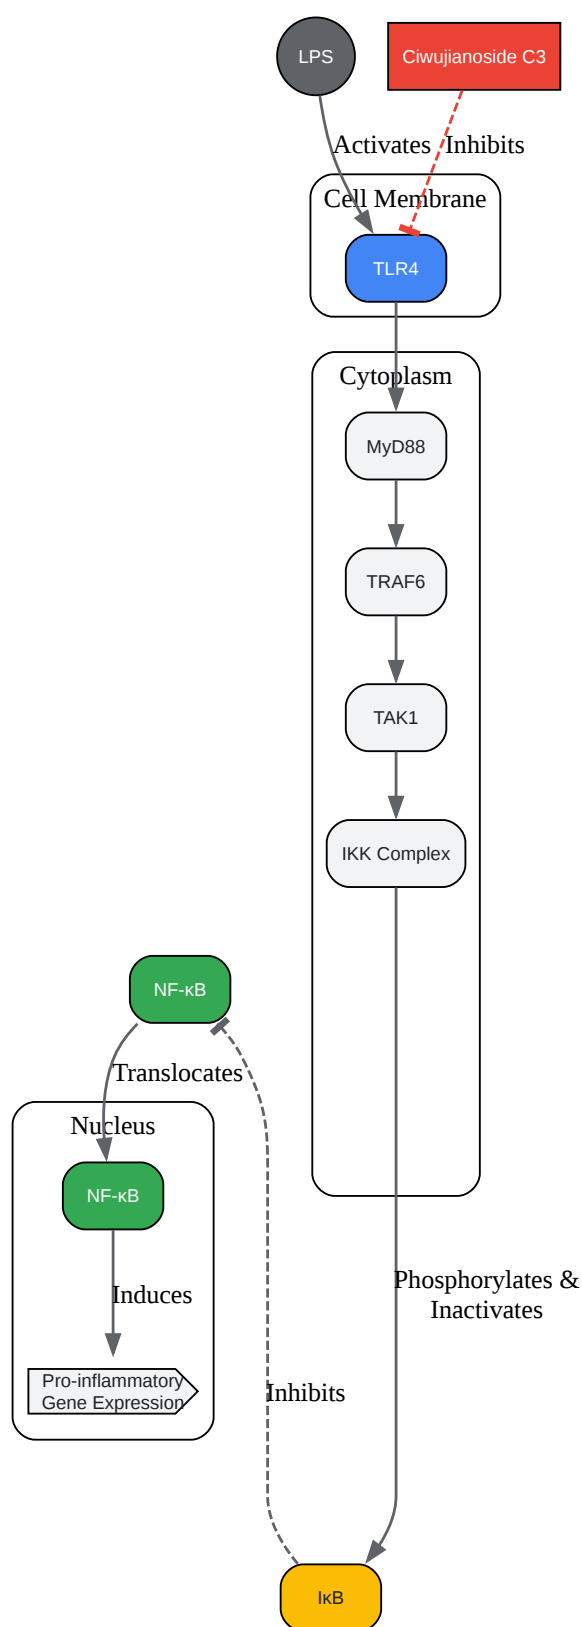 LPS
Ciwujianoside C3
Activates
Inhibits
Cell Membrane
TLR4
Cytoplasm
MyD88
TRAF6
TAK1
IKK Complex
NF-κB
Translocates
Nucleus
NF-κB
Induces
Phosphorylates &
Inactivates
Pro-inflammatory
Gene Expression
Inhibits
IκB